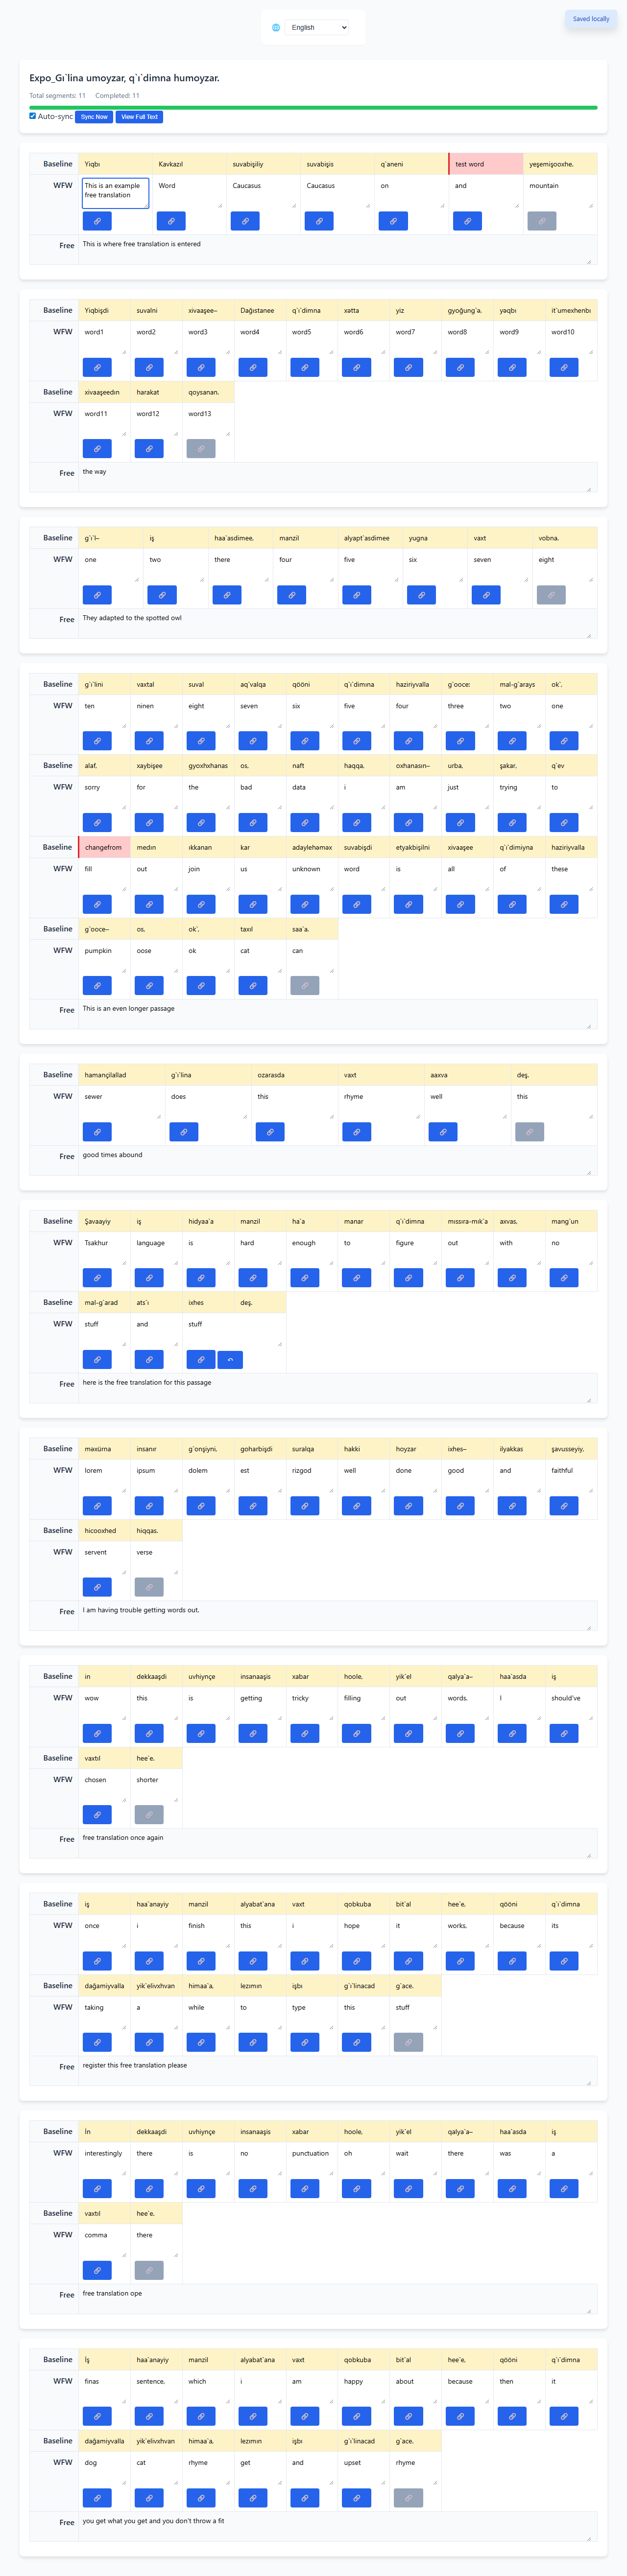 English
Saved locally
Expo_Gı`lina umoyzar, q`ı`dimna humoyzar.
Total segments: 11 Completed: 11
Auto-sync Sync Now View Full Text
Baseline Yiqbı Kavkazıl suvabişiliy suvabişis q`aneni test word yeşemişooxhe.
WFW This is an example free translation Word Caucasus Caucasus on and mountain
Free This is where free translation is entered
Baseline Yiqbişdi suvalni xivaaşee– Dağıstanee q`ı`dimna xətta yiz gyoğung`a, yəqbı it`umexhenbı
WFW word1 word2 word3 word4 word5 word6 word7 word8 word9 word10
Baseline xivaaşeedın harakat qoysanan.
WFW word11 word12 word13
Free the way
Baseline g`ı`l– iş haa`asdimee, manzil alyapt`asdimee yugna vaxt vobna.
WFW one two there four five six seven eight
Free They adapted to the spotted owl
Baseline g`ı`lini vaxtal suval aq`valqa qööni q`ı`dimına haziriyvalla g`ooce: mal-g`arays ok`,
WFW ten ninen eight seven six five four three two one
Baseline alaf, xaybişee gyoxhxhanas os, naft haqqa, oxhanasın– urba, şakar, q`ev
WFW sorry for the bad data i am just trying to
Baseline changefrom medın ıkkanan kar adaylehəməx suvabişdi etyakbişilni xivaaşee q`ı`dimiyna haziriyvalla
WFW fill out join us unknown word is all of these
Baseline g`ooce– os, ok`, taxıl saa`a.
WFW pumpkin oose ok cat can
Free This is an even longer passage
Baseline hamançilallad g`ı`lina ozarasda vaxt aaxva deş.
WFW sewer does this rhyme well this
Free good times abound
Baseline Şavaayiy iş hidyaa`a manzil ha`a manar q`ı`dimna mıssıra-mık`a axvas, mang`un
WFW Tsakhur language is hard enough to figure out with no
Baseline mal-g`arad ats`ı ixhes deş.
WFW stuff and stuff
Free here is the free translation for this passage
Baseline məxürna insanır g`onşiyni, goharbişdi suralqa hakki hoyzar ixhes– ilyakkas şavusseyiy,
WFW lorem ipsum dolem est rizgod well done good and faithful
Baseline hicooxhed hiqqas.
WFW servent verse
Free I am having trouble getting words out.
Baseline in dekkaaşdi uvhiynçe insanaaşis xabar hoole, yik`el qalya`a– haa`asda iş
WFW wow this is getting tricky filling out words. I should've
Baseline vaxtıl hee`e.
WFW chosen shorter
Free free translation once again
Baseline iş haa`anayiy manzil alyabat`ana vaxt qobkuba bit`al hee`e, qööni q`ı`dimna
WFW once i finish this i hope it works. because its
Baseline dağamiyvalla yik`elivxhvan himaa`a, lezımın işbı g`ı`linacad g`ace.
WFW taking a while to type this stuff
Free register this free translation please
Baseline İn dekkaaşdi uvhiynçe insanaaşis xabar hoole, yik`el qalya`a– haa`asda iş
WFW interestingly there is no punctuation oh wait there was a
Baseline vaxtıl hee`e,
WFW comma there
Free free translation ope
Baseline İş haa`anayiy manzil alyabat`ana vaxt qobkuba bit`al hee`e, qööni q`ı`dimna
WFW finas sentence, which i am happy about because then it
Baseline dağamiyvalla yik`elivxhvan himaa`a, lezımın işbı g`ı`linacad g`ace.
WFW dog cat rhyme get and upset rhyme
Free you get what you get and you don't throw a fit